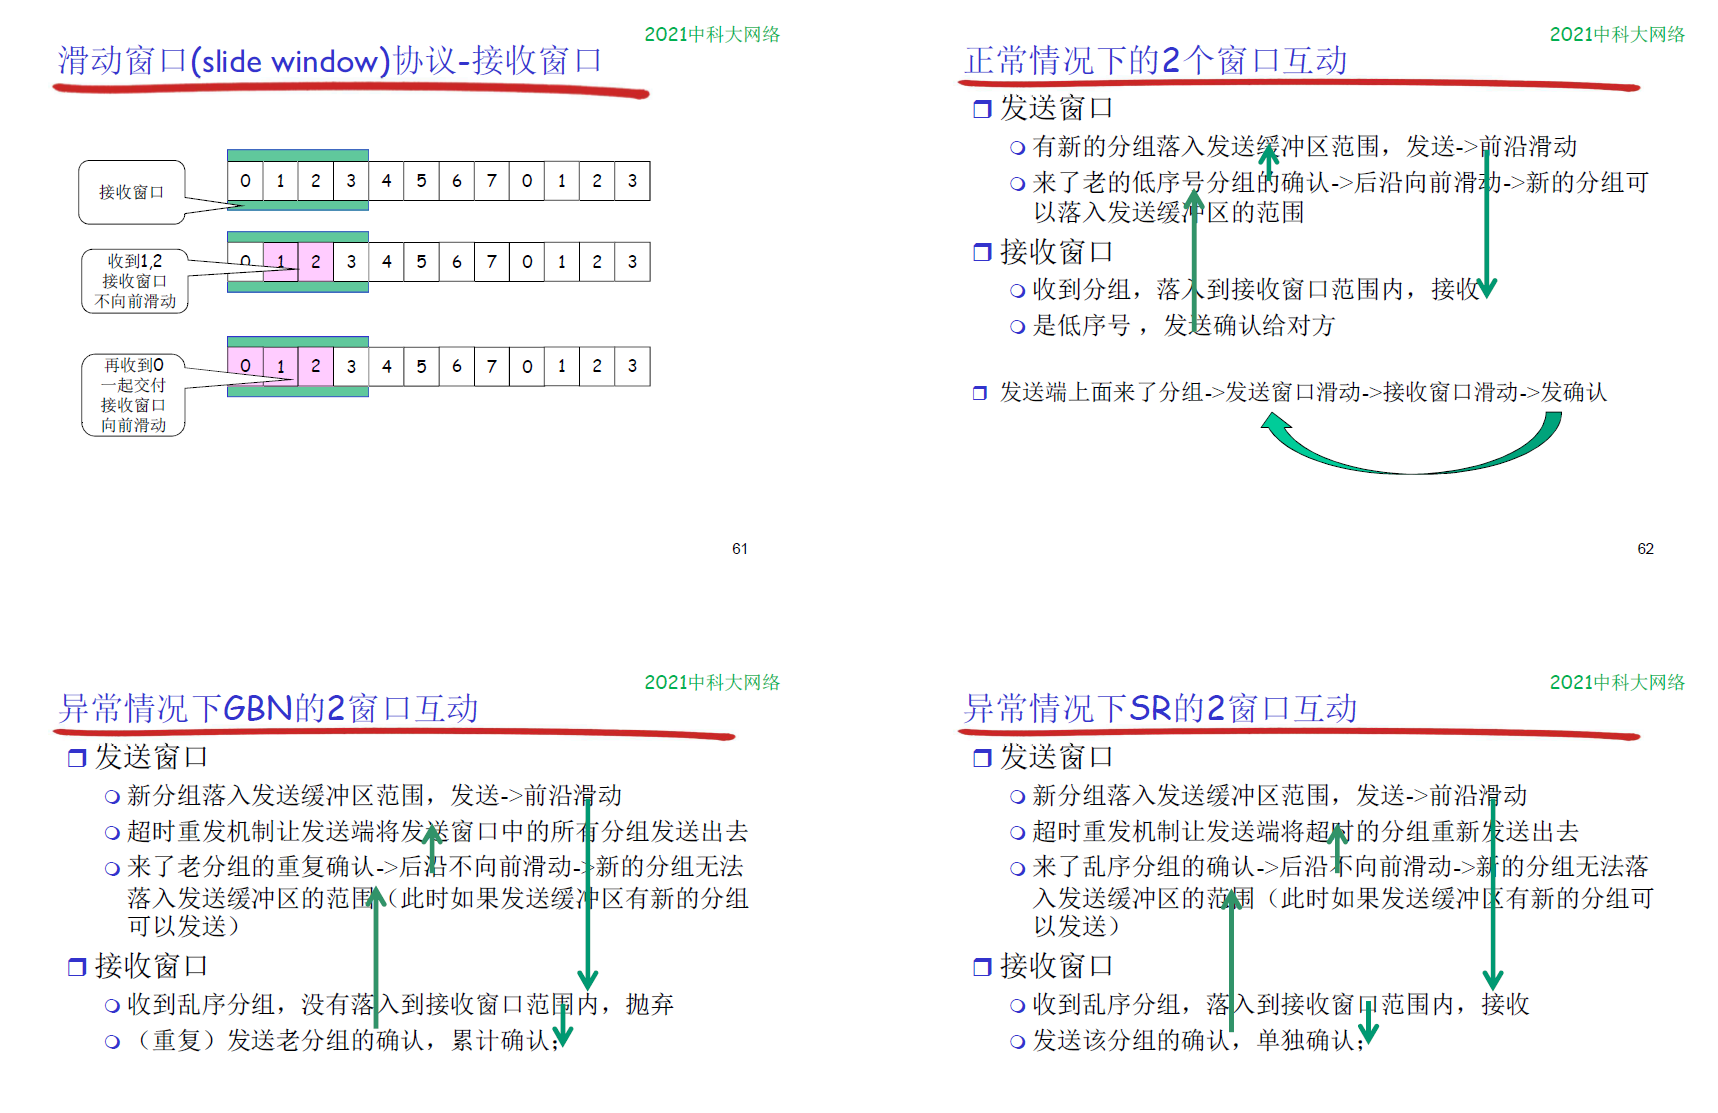 2021中科大网络
滑动窗口(slide window)协议-接收窗口
接收窗口
0 1 2 3 4 5 6 7 0 1 2 3
收到1,2
接收窗口
不向前滑动
0 1 2 3 4 5 6 7 0 1 2 3
再收到0
一起交付
接收窗口
向前滑动
0 1 2 3 4 5 6 7 0 1 2 3
61
2021中科大网络
正常情况下的2个窗口互动
发送窗口
有新的分组落入发送缓冲区范围，发送->前沿滑动
来了老的低序号分组的确认->后沿向前滑动->新的分组可
以落入发送缓冲区的范围
接收窗口
收到分组，落入到接收窗口范围内，接收
是低序号，发送确认给对方
发送端上面来了分组->发送窗口滑动->接收窗口滑动->发确认
62
2021中科大网络
异常情况下GBN的2窗口互动
发送窗口
新分组落入发送缓冲区范围，发送->前沿滑动
超时重发机制让发送端将发送窗口中的所有分组发送出去
来了老分组的重复确认->后沿不向前滑动->新的分组无法
落入发送缓冲区的范围（此时如果发送缓冲区有新的分组
可以发送）
接收窗口
收到乱序分组，没有落入到接收窗口范围内，抛弃
（重复）发送老分组的确认，累计确认；
2021中科大网络
异常情况下SR的2窗口互动
发送窗口
新分组落入发送缓冲区范围，发送->前沿滑动
超时重发机制让发送端将超时的分组重新发送出去
来了乱序分组的确认->后沿不向前滑动->新的分组无法落
入发送缓冲区的范围（此时如果发送缓冲区有新的分组可
以发送）
接收窗口
收到乱序分组，落入到接收窗口范围内，接收
发送该分组的确认，单独确认；